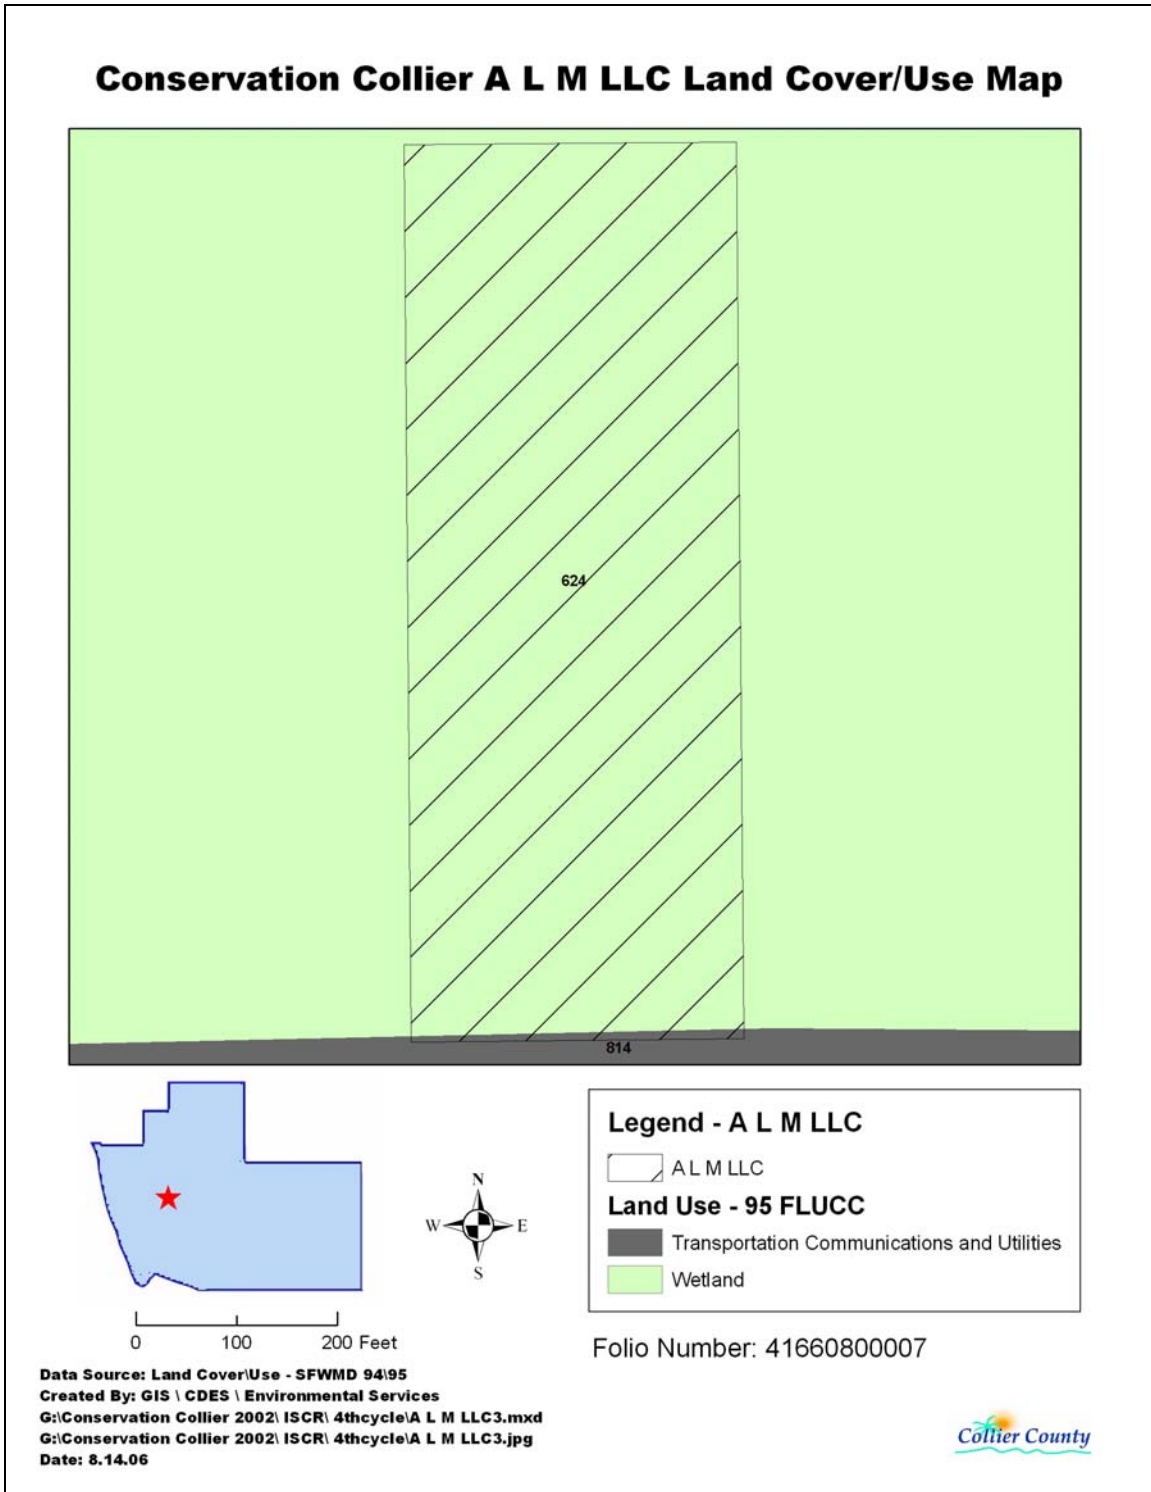 Conservation Collier A L M LLC Land Cover/Use Map
624
814
Legend - A L M LLC
A L M LLC
Land Use - 95 FLUCC
Transportation Communications and Utilities
Wetland
N
W E
S
0 100 200 Feet
Folio Number: 41660800007
Data Source: Land Cover\Use - SFWMD 94\95
Created By: GIS \ CDES \ Environmental Services
G:\Conservation Collier 2002\ ISCR\ 4thcycle\A L M LLC3.mxd
G:\Conservation Collier 2002\ ISCR\ 4thcycle\A L M LLC3.jpg
Date: 8.14.06
Collier County